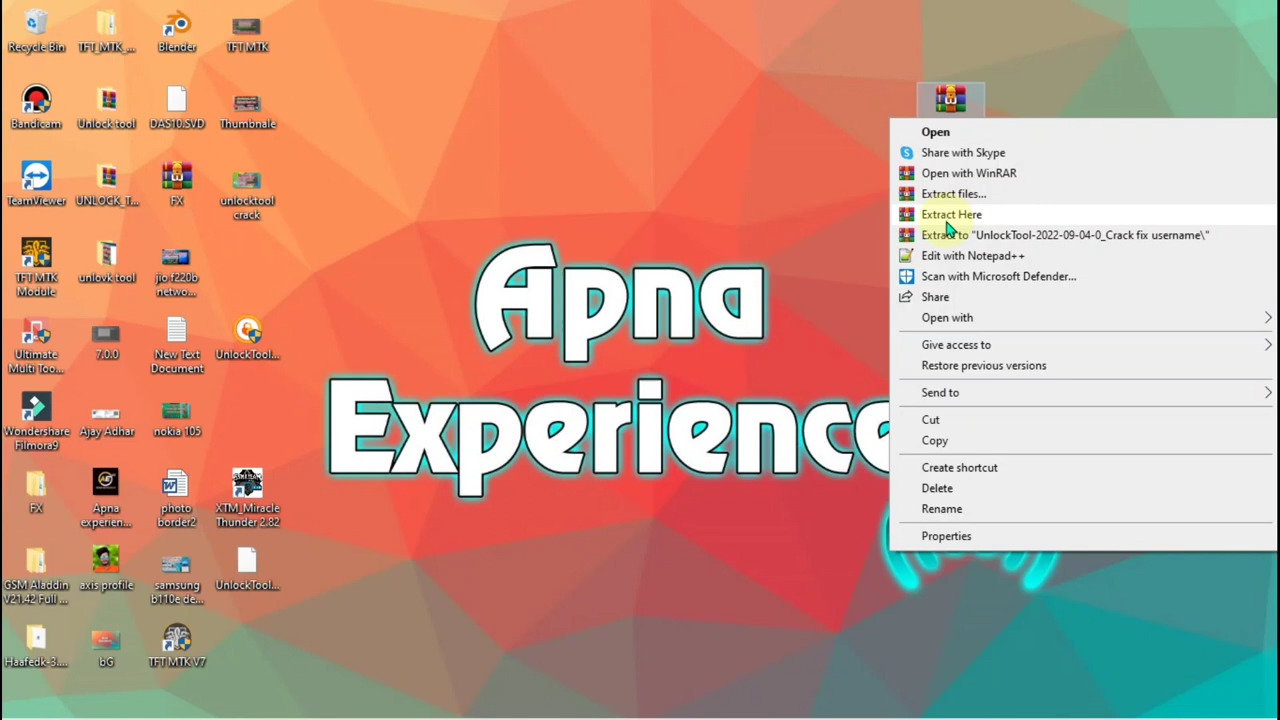 Recycle Bin
TFT_MTK_...
Blender
TFT MTK
Bandicam
Unlock tool
DAS10.SVD
Thumbnale
TeamViewer
UNLOCK_T...
FX
unlocktool
crack
TFT MTK
Module
unlovk tool
jio f220b
netwo...
Ultimate
Multi Too...
7.0.0
New Text
Document
UnlockTool...
Wondershare
Filmora9
Ajay Adhar
nokia 105
FX
Apna
experien...
photo
border2
XTM_Miracle
Thunder 2.82
GSM Aladdin
V21.42 Full ...
axis profile
samsung
b110e de...
UnlockTool...
Haafedk-3....
bG
TFT MTK V7
Apna
Experience
Open
Share with Skype
Open with WinRAR
Extract files...
Extract Here
Extract to "UnlockTool-2022-09-04-0_Crack fix username\"
Edit with Notepad++
Scan with Microsoft Defender...
Share
Open with
Give access to
Restore previous versions
Send to
Cut
Copy
Create shortcut
Delete
Rename
Properties